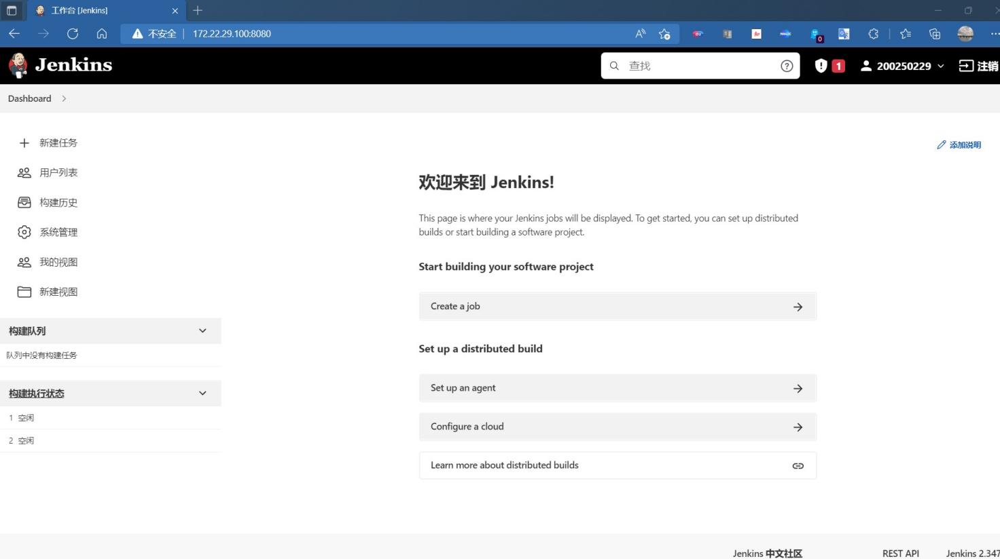 工作台 [Jenkins]
不安全 172.22.29.100:8080
0
Jenkins
查找
1
200250229
注销
Dashboard
新建任务
用户列表
构建历史
系统管理
我的视图
新建视图
添加说明
欢迎来到 Jenkins!
This page is where your Jenkins jobs will be displayed. To get started, you can set up distributed
builds or start building a software project.
Start building your software project
Create a job
Set up a distributed build
Set up an agent
Configure a cloud
Learn more about distributed builds
构建队列
队列中没有构建任务
构建执行状态
1 空闲
2 空闲
Jenkins 中文社区
REST API
Jenkins 2.347